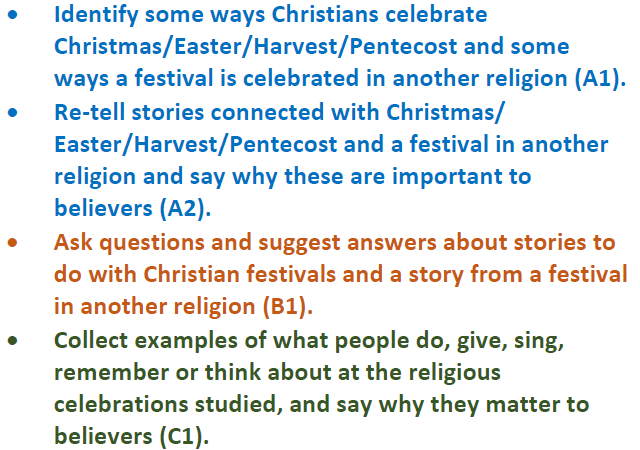 • Identify some ways Christians celebrate
Christmas/Easter/Harvest/Pentecost and some
ways a festival is celebrated in another religion (A1).
• Re-tell stories connected with Christmas/
Easter/Harvest/Pentecost and a festival in another
religion and say why these are important to
believers (A2).
• Ask questions and suggest answers about stories to
do with Christian festivals and a story from a festival
in another religion (B1).
• Collect examples of what people do, give, sing,
remember or think about at the religious
celebrations studied, and say why they matter to
believers (C1).